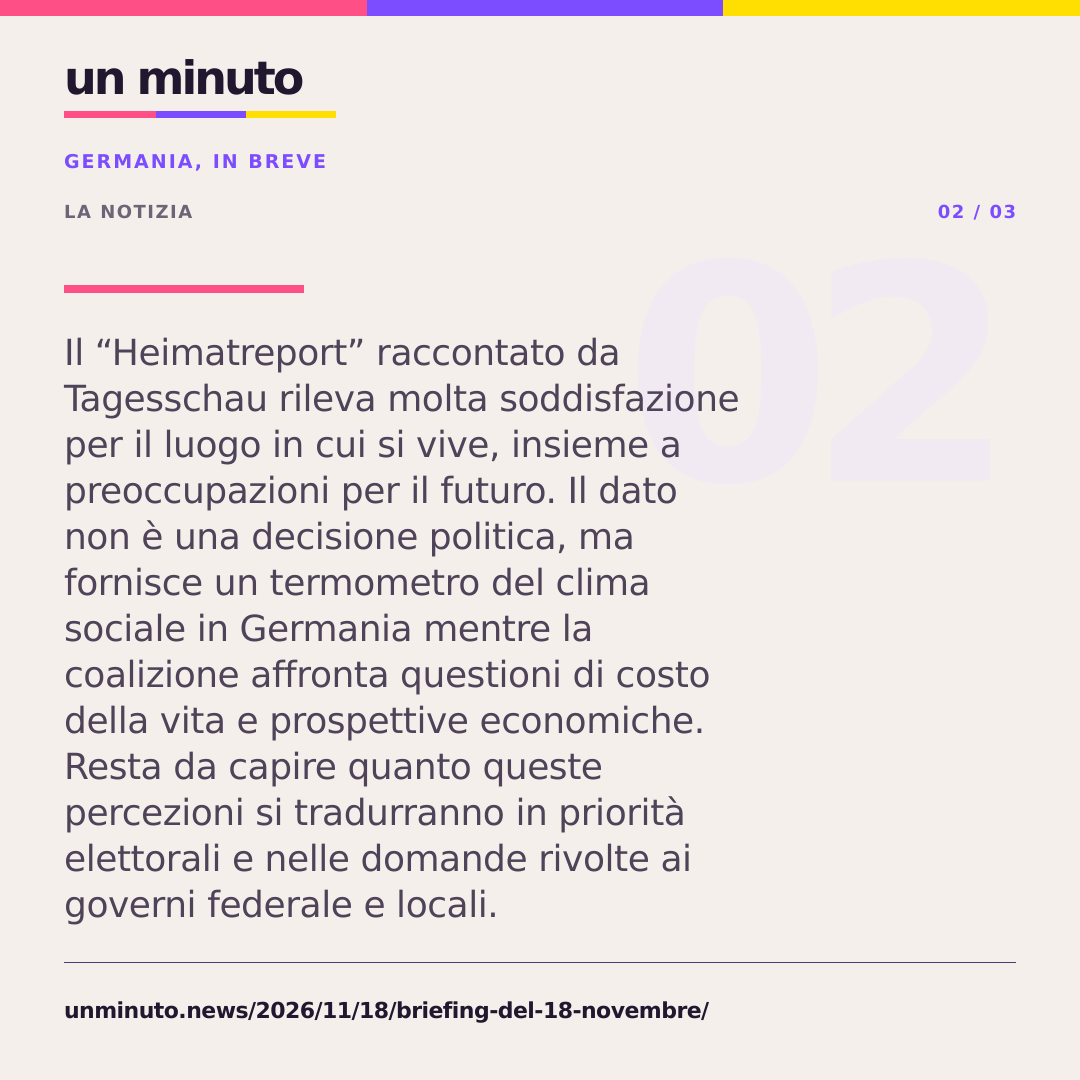 un minuto
GERMANIA, IN BREVE
LA NOTIZIA
02 / 03
02
Il “Heimatreport” raccontato da
Tagesschau rileva molta soddisfazione
per il luogo in cui si vive, insieme a
preoccupazioni per il futuro. Il dato
non è una decisione politica, ma
fornisce un termometro del clima
sociale in Germania mentre la
coalizione affronta questioni di costo
della vita e prospettive economiche.
Resta da capire quanto queste
percezioni si tradurranno in priorità
elettorali e nelle domande rivolte ai
governi federale e locali.
unminuto.news/2026/11/18/briefing-del-18-novembre/